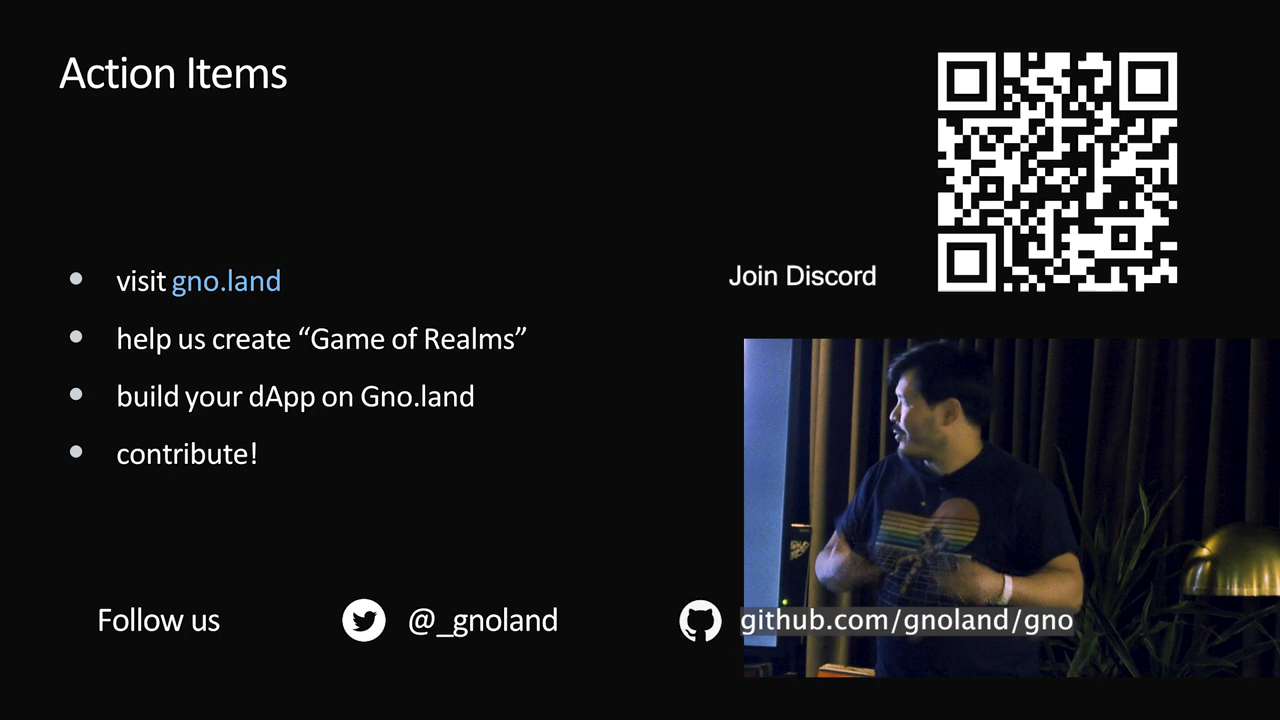 Action Items
visit gno.land
help us create “Game of Realms”
build your dApp on Gno.land
contribute!
Join Discord
Follow us
@_gnoland
github.com/gnoland/gno